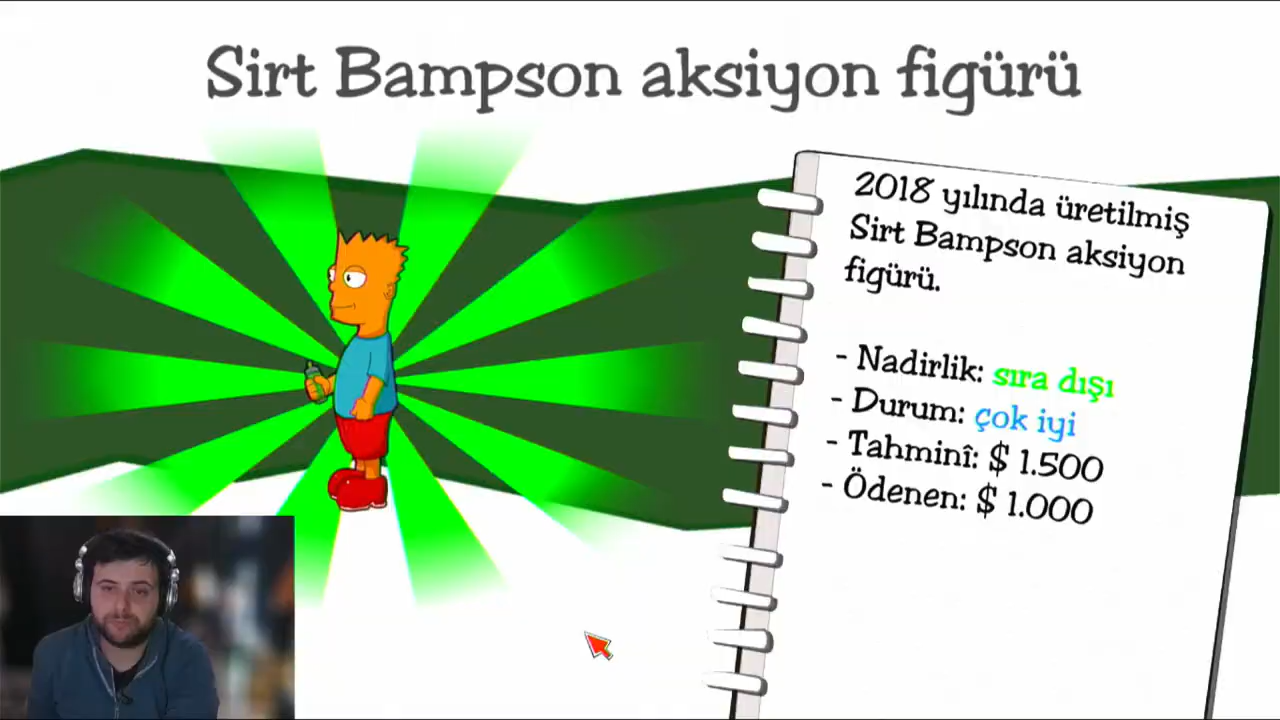 Sirt Bampson aksiyon figürü
2018 yılında üretilmiş
Sirt Bampson aksiyon
figürü.
- Nadirlik: sıra dışı
- Durum: çok iyi
- Tahminî: $ 1.500
- Ödenen: $ 1.000